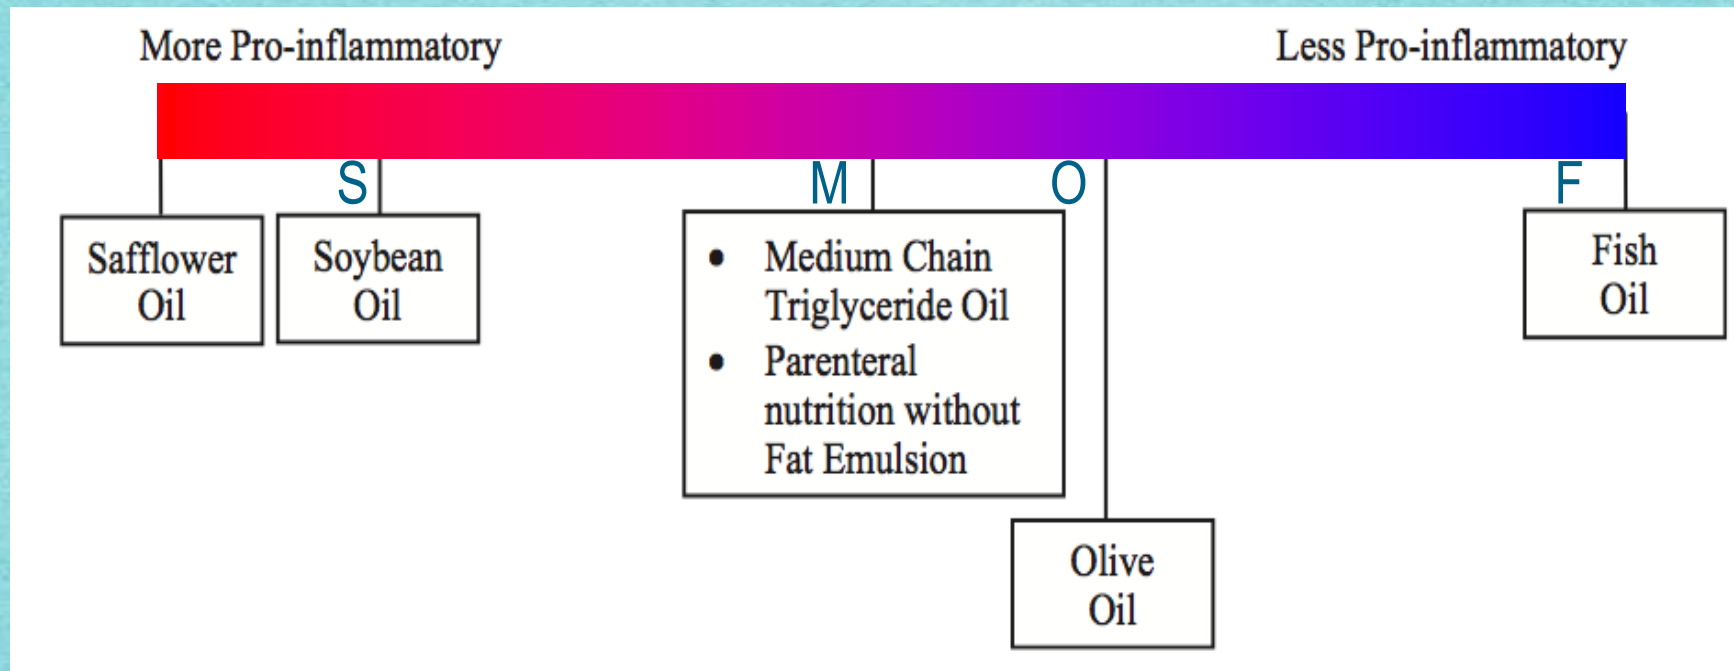 More Pro-inflammatory
Less Pro-inflammatory
S
M
O
F
Safflower
Oil
Soybean
Oil
• Medium Chain
Triglyceride Oil
• Parenteral
nutrition without
Fat Emulsion
Fish
Oil
Olive
Oil